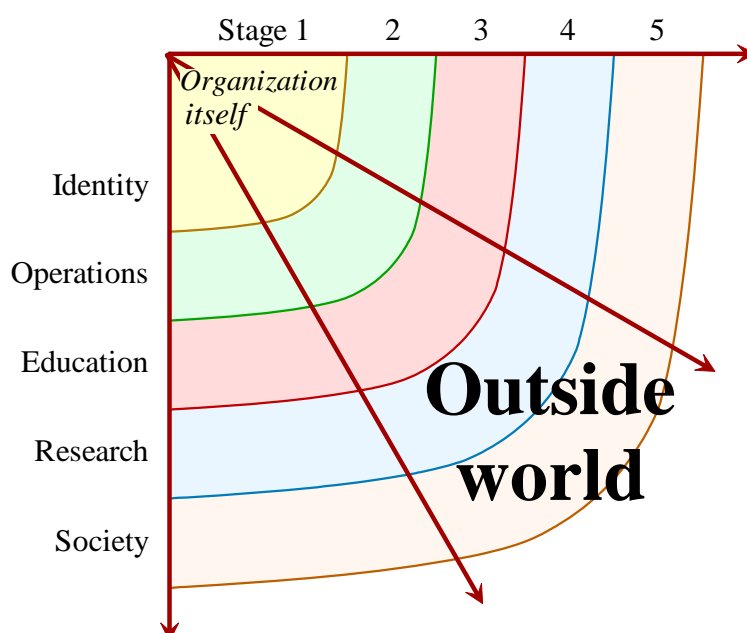 Stage 1 2 3 4 5
Organization
itself
Identity
Operations
Education
Research
Society
Outside
world